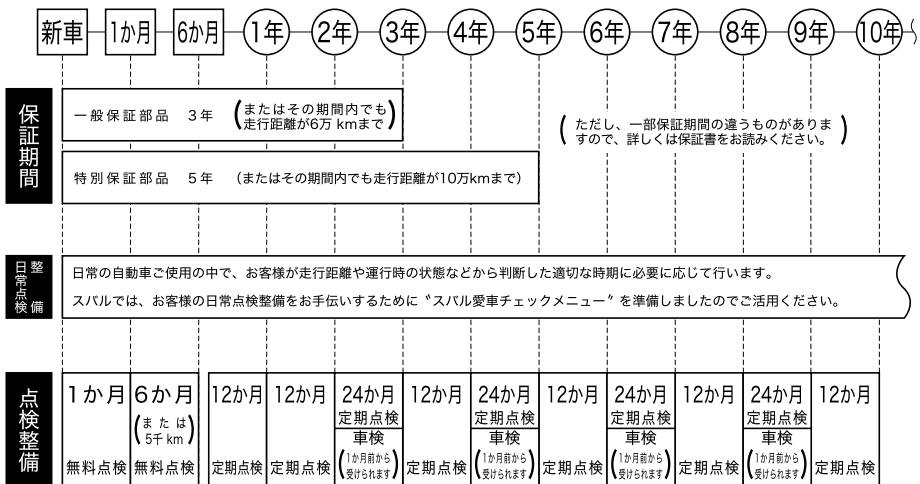 新車 1か月 6か月 1年 2年 3年 4年 5年 6年 7年 8年 9年 10年
保証期間
一般保証部品 3年 (またはその期間内でも
走行距離が6万kmまで)
(ただし、一部保証期間の違うものがありま
すので、詳しくは保証書をお読みください。)
特別保証部品 5年 (またはその期間内でも走行距離が10万kmまで)
日常点検
整備
日常の自動車ご使用の中で、お客様が走行距離や運行時の状態などから判断した適切な時期に必要に応じて行います。
スバルでは、お客様の日常点検整備をお手伝いするために〝スバル愛車チェックメニュー〞を準備しましたのでご活用ください。
点検整備
1か月
無料点検
6か月
(または
5千km)
無料点検
12か月
定期点検
12か月
定期点検
24か月
定期点検
車検
(1か月前から
受けられます)
12か月
定期点検
24か月
定期点検
車検
(1か月前から
受けられます)
12か月
定期点検
24か月
定期点検
車検
(1か月前から
受けられます)
12か月
定期点検
24か月
定期点検
車検
(1か月前から
受けられます)
12か月
定期点検